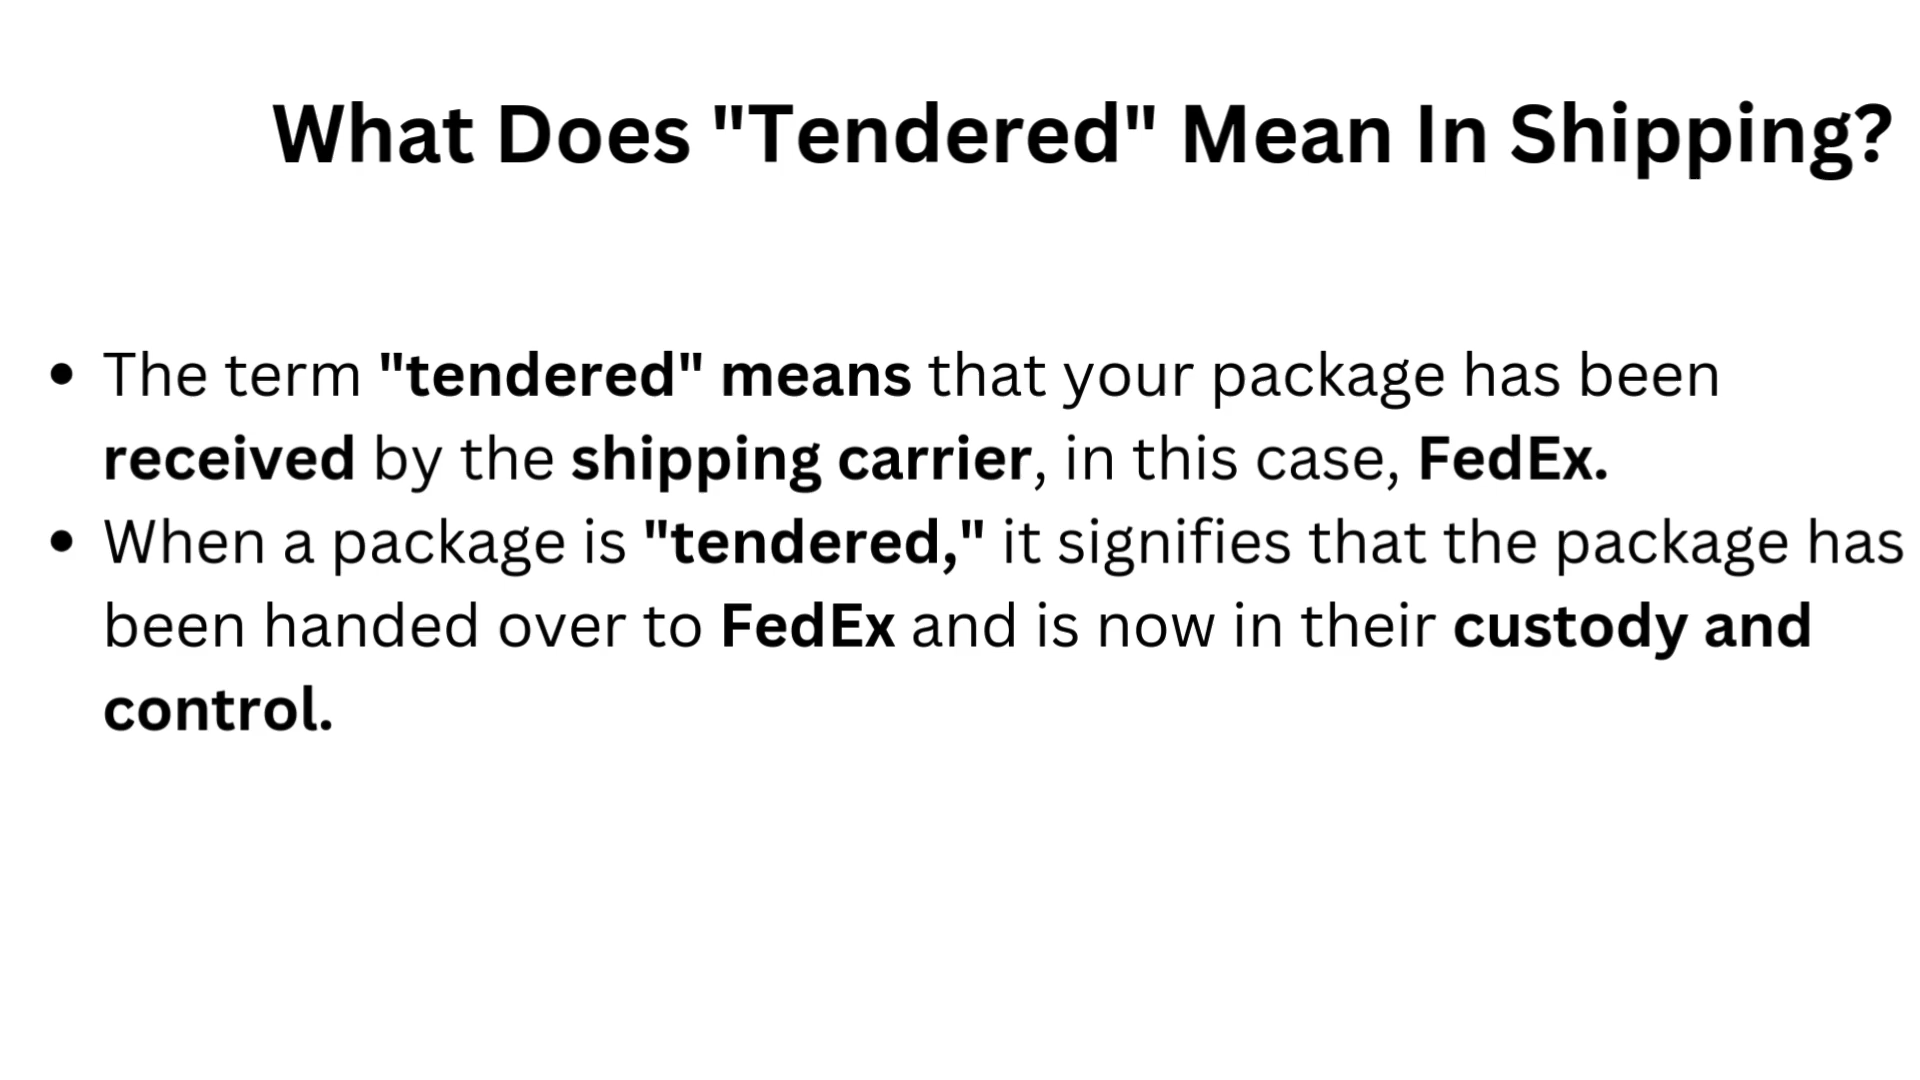 What Does "Tendered" Mean In Shipping?
• The term "tendered" means that your package has been
received by the shipping carrier, in this case, FedEx.
• When a package is "tendered," it signifies that the package has
been handed over to FedEx and is now in their custody and
control.